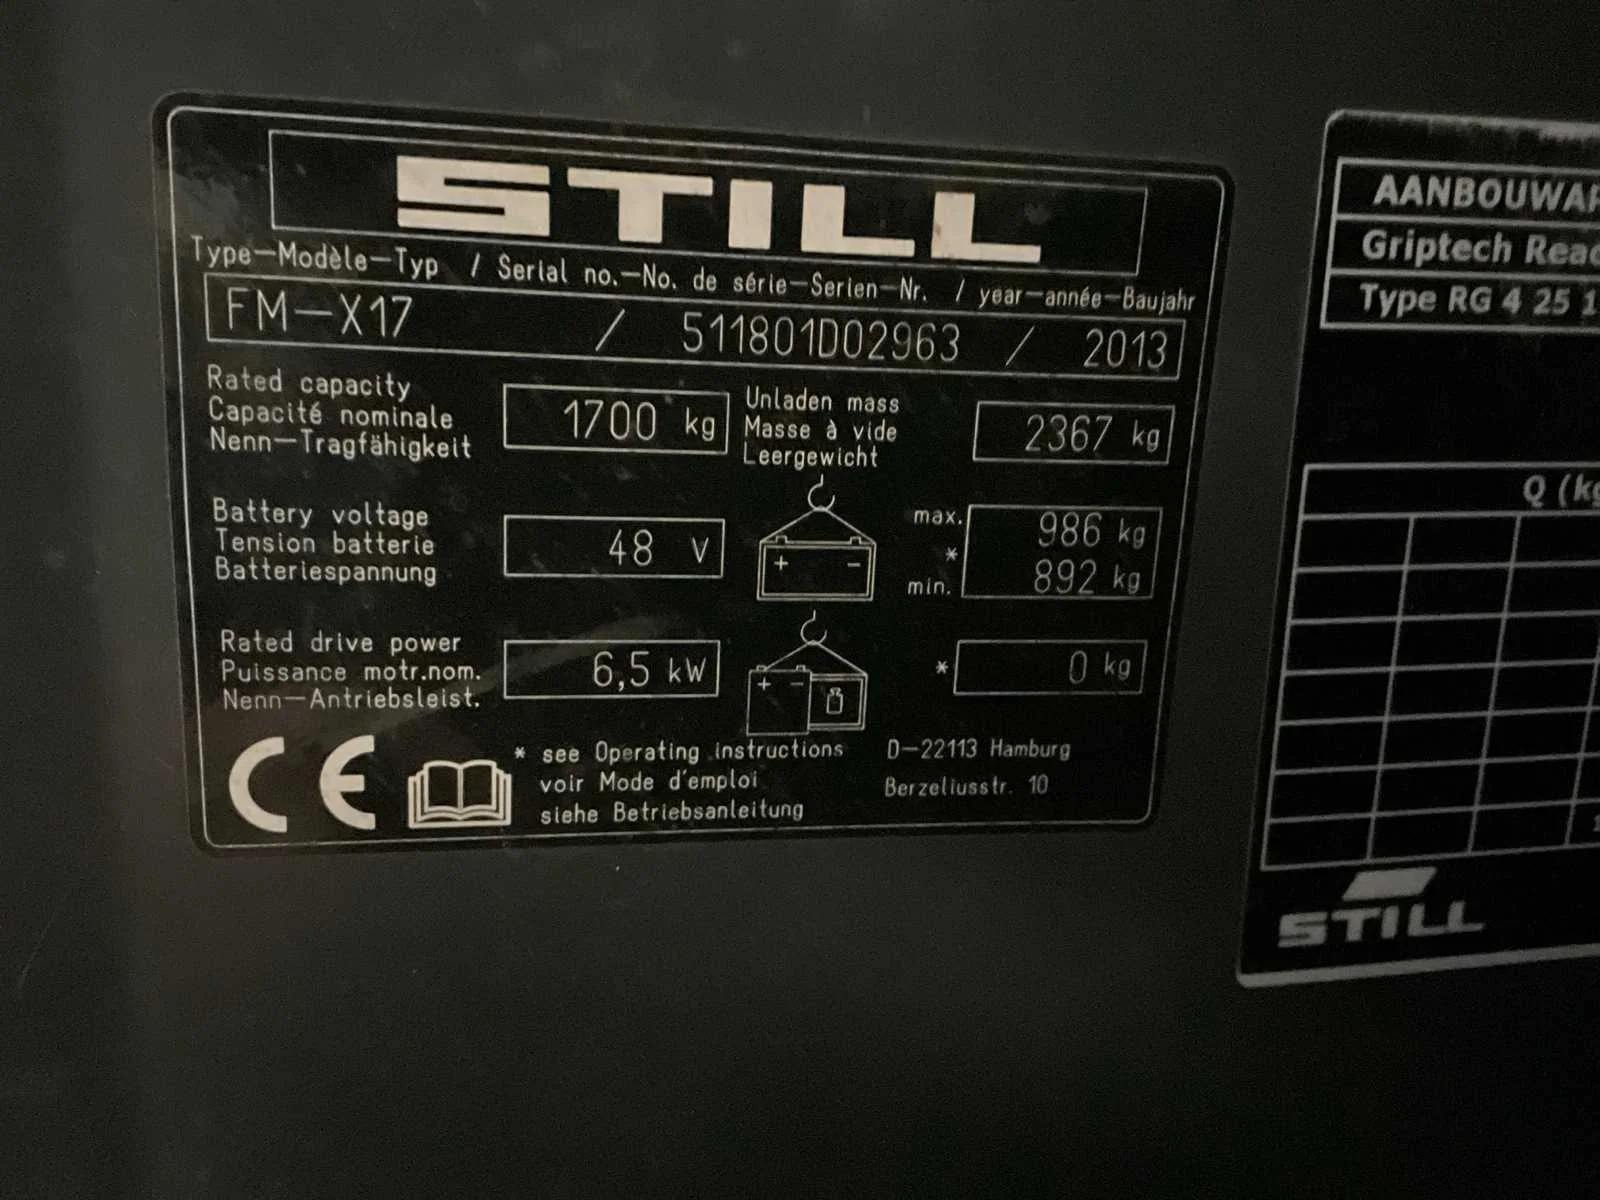 STILL
Type-Modèle-Typ / Serial no.-No. de série-Serien-Nr. / year-année-Baujahr
FM-X17 / 511801D02963 / 2013
Rated capacity
Capacité nominale
Nenn-Tragfähigkeit
1700 kg
Unladen mass
Masse à vide
Leergewicht
2367 kg
Battery voltage
Tension batterie
Batteriespannung
48 V
+ -
max. 986 kg
*
min. 892 kg
Rated drive power
Puissance motr.nom.
Nenn-Antriebsleist.
6,5 kW
+ -
* 0 kg
CE
* see Operating instructions
voir Mode d'emploi
siehe Betriebsanleitung
D-22113 Hamburg
Berzeliusstr. 10
Griptech
Type RG 4 25
Q (kg
STILL